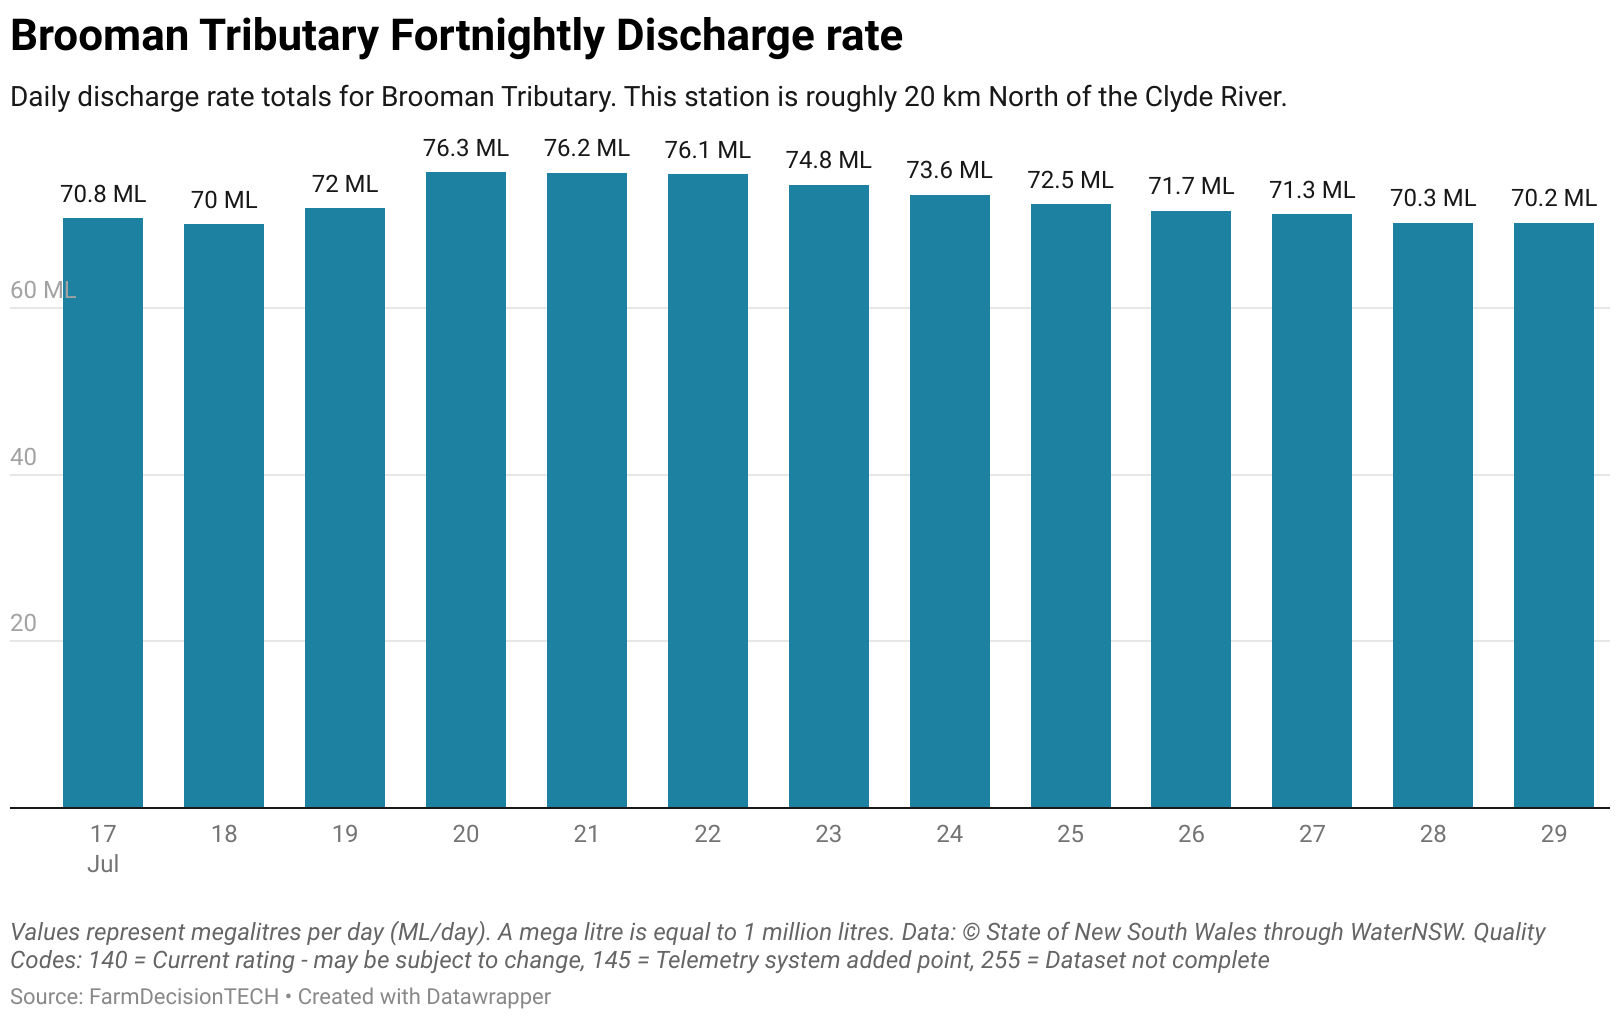 Brooman Tributary Fortnightly Discharge rate
Daily discharge rate totals for Brooman Tributary. This station is roughly 20 km North of the Clyde River.
70.8 ML 70 ML 72 ML 76.3 ML 76.2 ML 76.1 ML 74.8 ML 73.6 ML 72.5 ML 71.7 ML 71.3 ML 70.3 ML 70.2 ML
60 ML
40
20
17 18 19 20 21 22 23 24 25 26 27 28 29
Jul
Values represent megalitres per day (ML/day). A mega litre is equal to 1 million litres. Data: © State of New South Wales through WaterNSW. Quality
Codes: 140 = Current rating - may be subject to change, 145 = Telemetry system added point, 255 = Dataset not complete
Source: FarmDecisionTECH • Created with Datawrapper